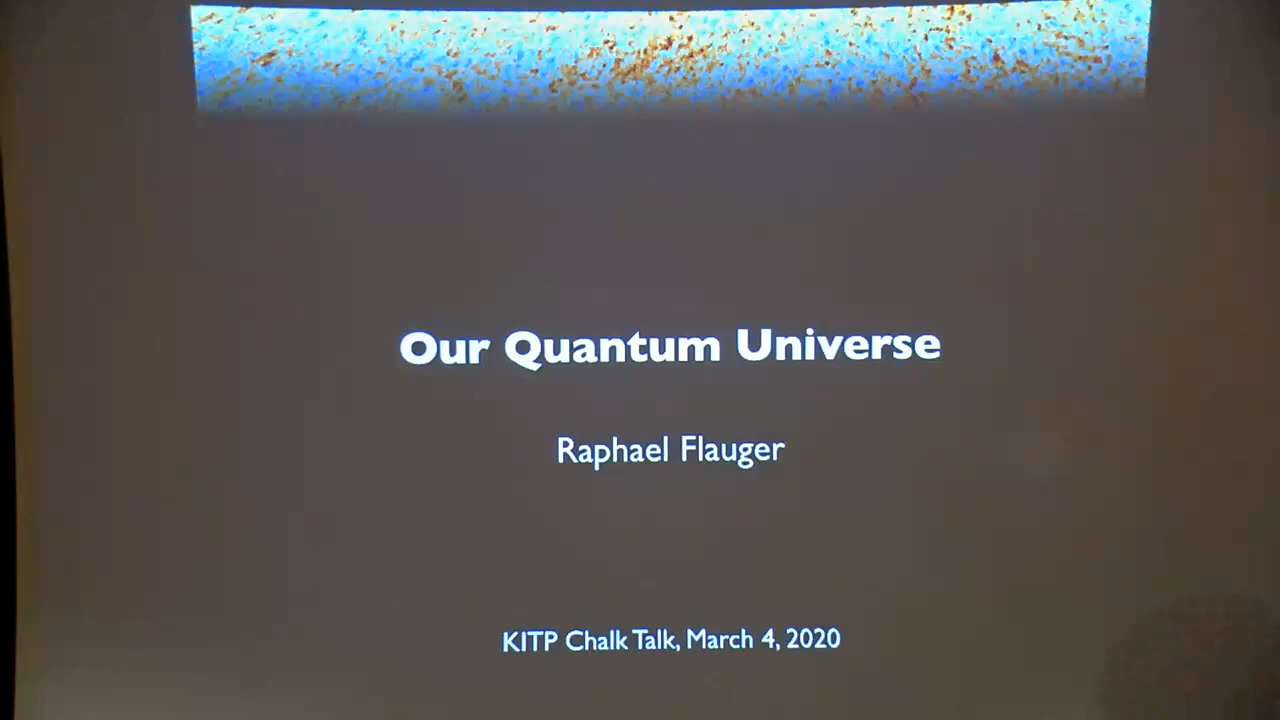 Our Quantum Universe
Raphael Flauger
KITP Chalk Talk, March 4, 2020